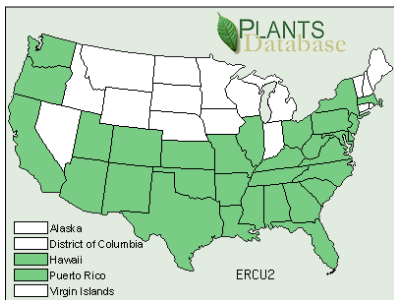 PLANTS
Database
Alaska
District of Columbia
Hawaii
Puerto Rico
Virgin Islands
ERCU2